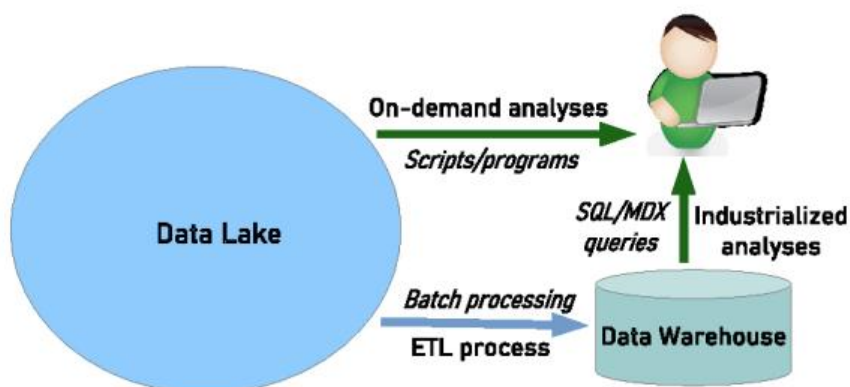 On-demand analyses
Scripts/programs
Data Lake
SQL/MDX
queries
Industrialized
analyses
Batch processing
ETL process
Data Warehouse